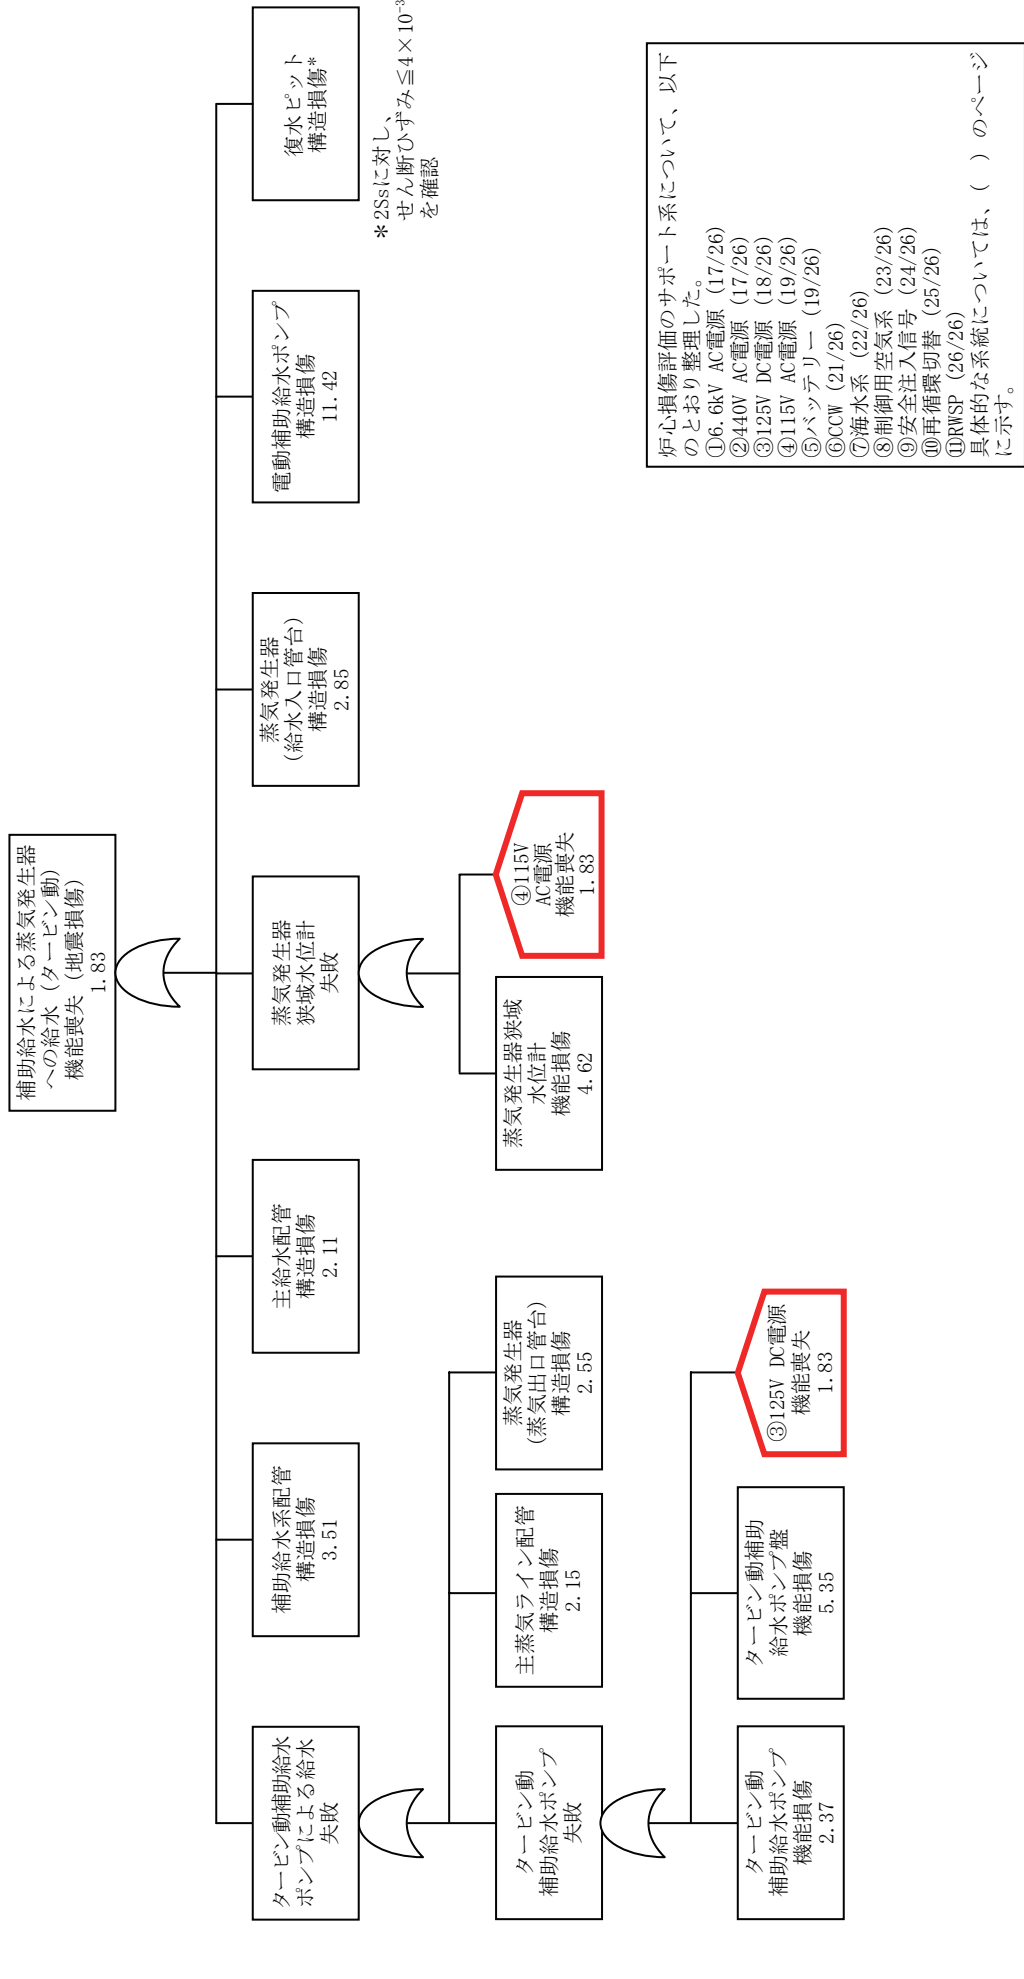 補助給水による蒸気発生器
への給水（タービン動）
機能喪失（地震損傷）
1.83
タービン動補助給水
ポンプによる給水
失敗
補助給水系配管
構造損傷
3.51
主給水配管
構造損傷
2.11
蒸気発生器
狭域水位計
失敗
蒸気発生器
(給水入口管台)
構造損傷
2.85
電動補助給水ポンプ
構造損傷
11.42
復水ピット
構造損傷*
*2Ssに対し、
せん断ひずみ≦4×10⁻³
を確認
タービン動
補助給水ポンプ
失敗
主蒸気ライン配管
構造損傷
2.15
蒸気発生器
(蒸気出口管台)
構造損傷
2.55
蒸気発生器狭域
水位計
機能損傷
4.62
④115V
AC電源
機能喪失
1.83
タービン動
補助給水ポンプ
機能損傷
2.37
タービン動補助
給水ポンプ盤
機能損傷
5.35
③125V DC電源
機能喪失
1.83
炉心損傷評価のサポート系について、以下
のとおり整理した。
①6.6kV AC電源 (17/26)
②440V AC電源 (17/26)
③125V DC電源 (18/26)
④115V AC電源 (19/26)
⑤バッテリー (19/26)
⑥CCW (21/26)
⑦海水系 (22/26)
⑧制御用空気系 (23/26)
⑨安全注入信号 (24/26)
⑩再循環切替 (25/26)
⑪RWSP (26/26)
具体的な系統については、( ) のページ
に示す。